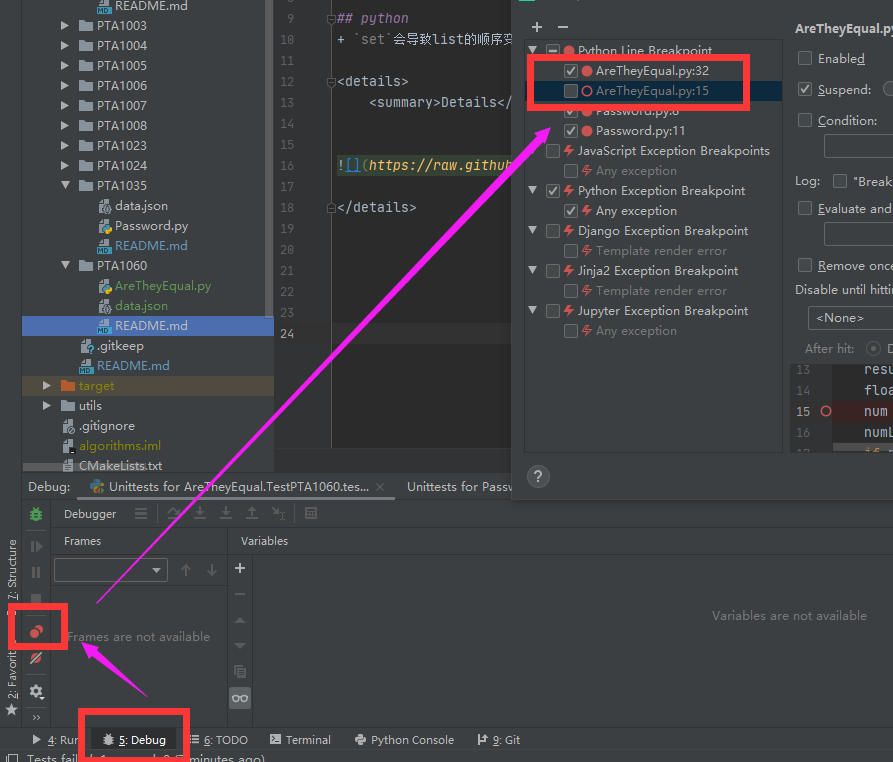 README.md
PTA1003
PTA1004
PTA1005
PTA1006
PTA1007
PTA1008
PTA1023
PTA1024
PTA1035
data.json
Password.py
README.md
PTA1060
AreTheyEqual.py
data.json
README.md
.gitkeep
README.md
target
utils
.gitignore
algorithms.iml
CMakeLists.txt
9 ## python
10 + `set`会导致list的顺序
11
12 <details>
13 <summary>Details</
14
15
16 ![](https://raw.githu
17
18 </details>
19
20
21
22
23
24
Python Line Breakpoint
AreTheyEqual.py:32
AreTheyEqual.py:15
Password.py:8
Password.py:11
JavaScript Exception Breakpoints
Any exception
Python Exception Breakpoint
Any exception
Django Exception Breakpoint
Template render error
Jinja2 Exception Breakpoint
Template render error
Jupyter Exception Breakpoint
Any exception
?
AreTheyEqual.py
Enabled
Suspend:
Condition:
Log: "Break
Evaluate and
Remove once
Disable until hitti
<None>
After hit: D
13 resu
14 floa
15 num
16 numL
Debug: Unittests for AreTheyEqual.TestPTA1060.tes... Unittests for Passw
Debugger
Frames
Variables
Frames are not available
Variables are not available
7: Structure
2: Favorit
4: Run 5: Debug 6: TODO Terminal Python Console 9: Git
Tests fail minutes ago)